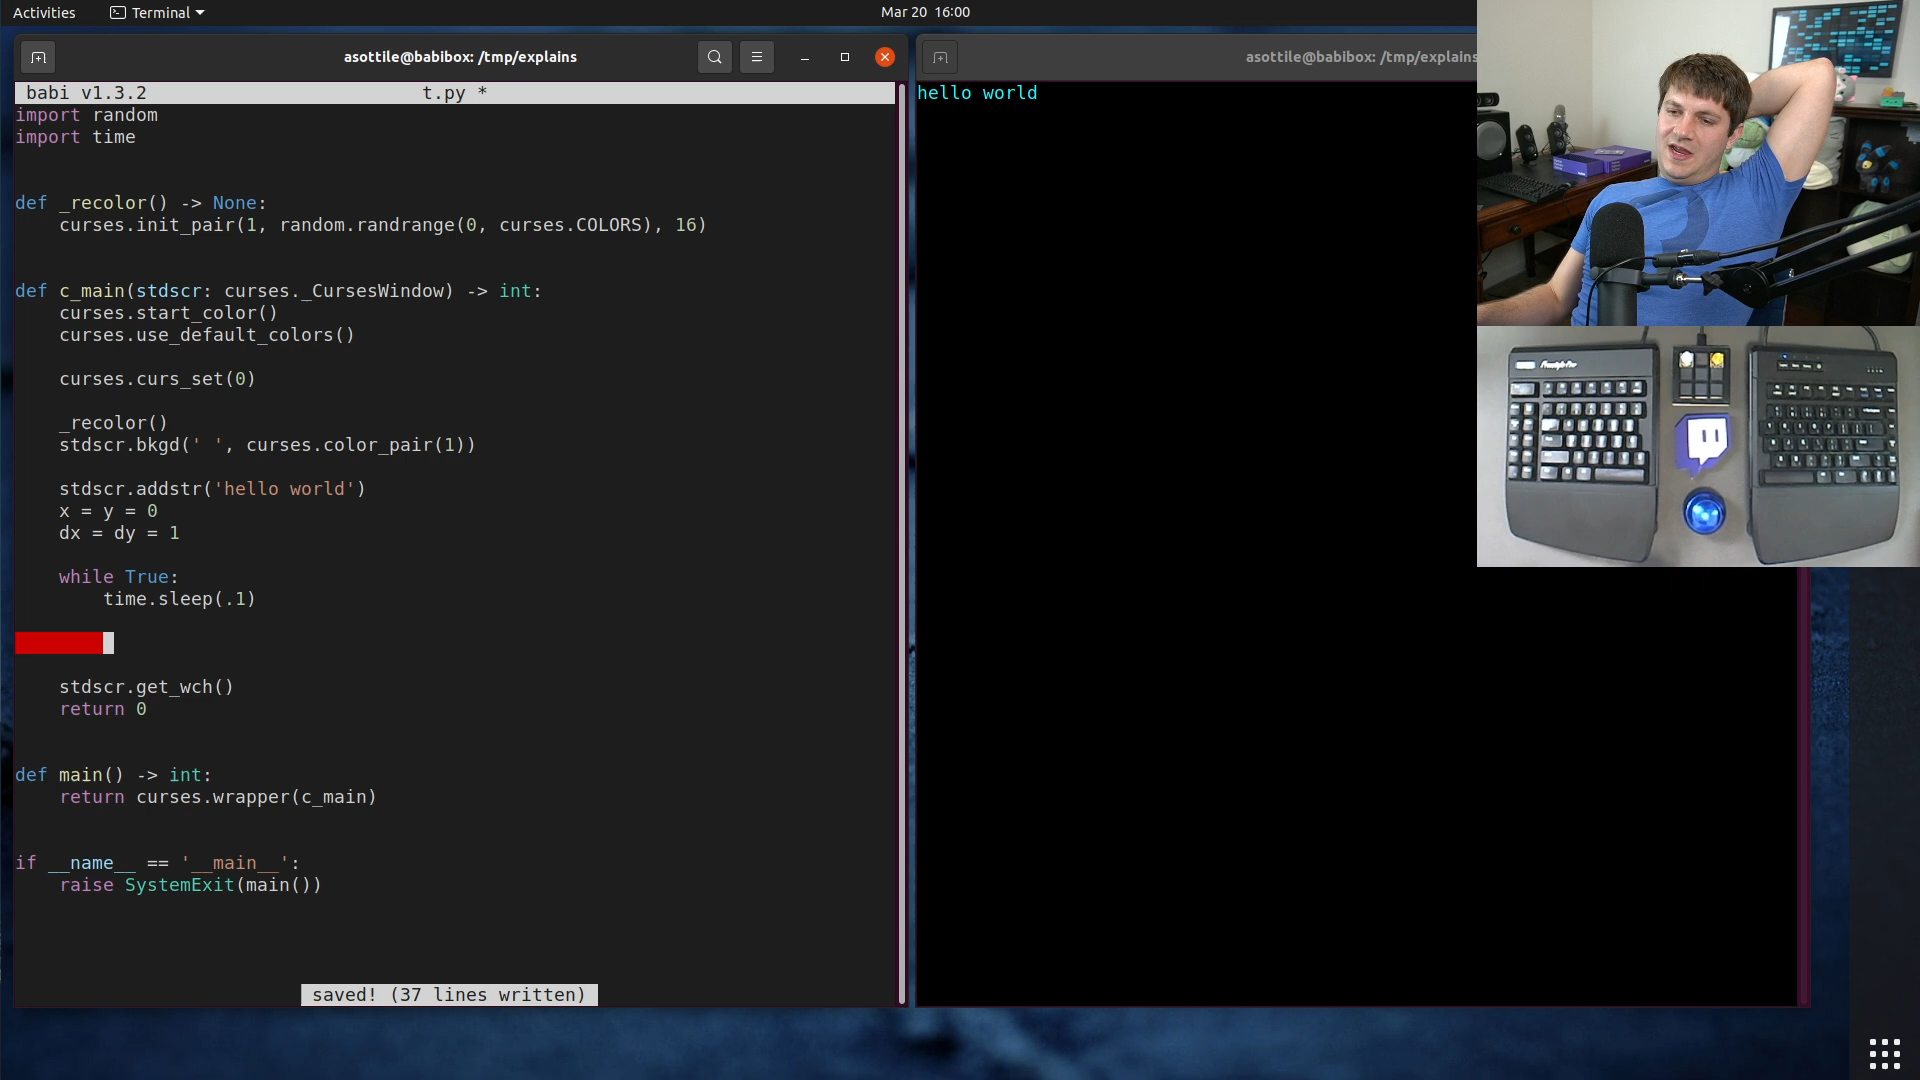 Activities
Terminal
Mar 20 16:00
asottile@babibox: /tmp/explains
babi v1.3.2 t.py *
import random
import time
def _recolor() -> None:
curses.init_pair(1, random.randrange(0, curses.COLORS), 16)
def c_main(stdscr: curses._CursesWindow) -> int:
curses.start_color()
curses.use_default_colors()
curses.curs_set(0)
_recolor()
stdscr.bkgd(' ', curses.color_pair(1))
stdscr.addstr('hello world')
x = y = 0
dx = dy = 1
while True:
time.sleep(.1)
stdscr.get_wch()
return 0
def main() -> int:
return curses.wrapper(c_main)
if __name__ == '__main__':
raise SystemExit(main())
saved! (37 lines written)
asottile@babibox: /tmp/explains
hello world